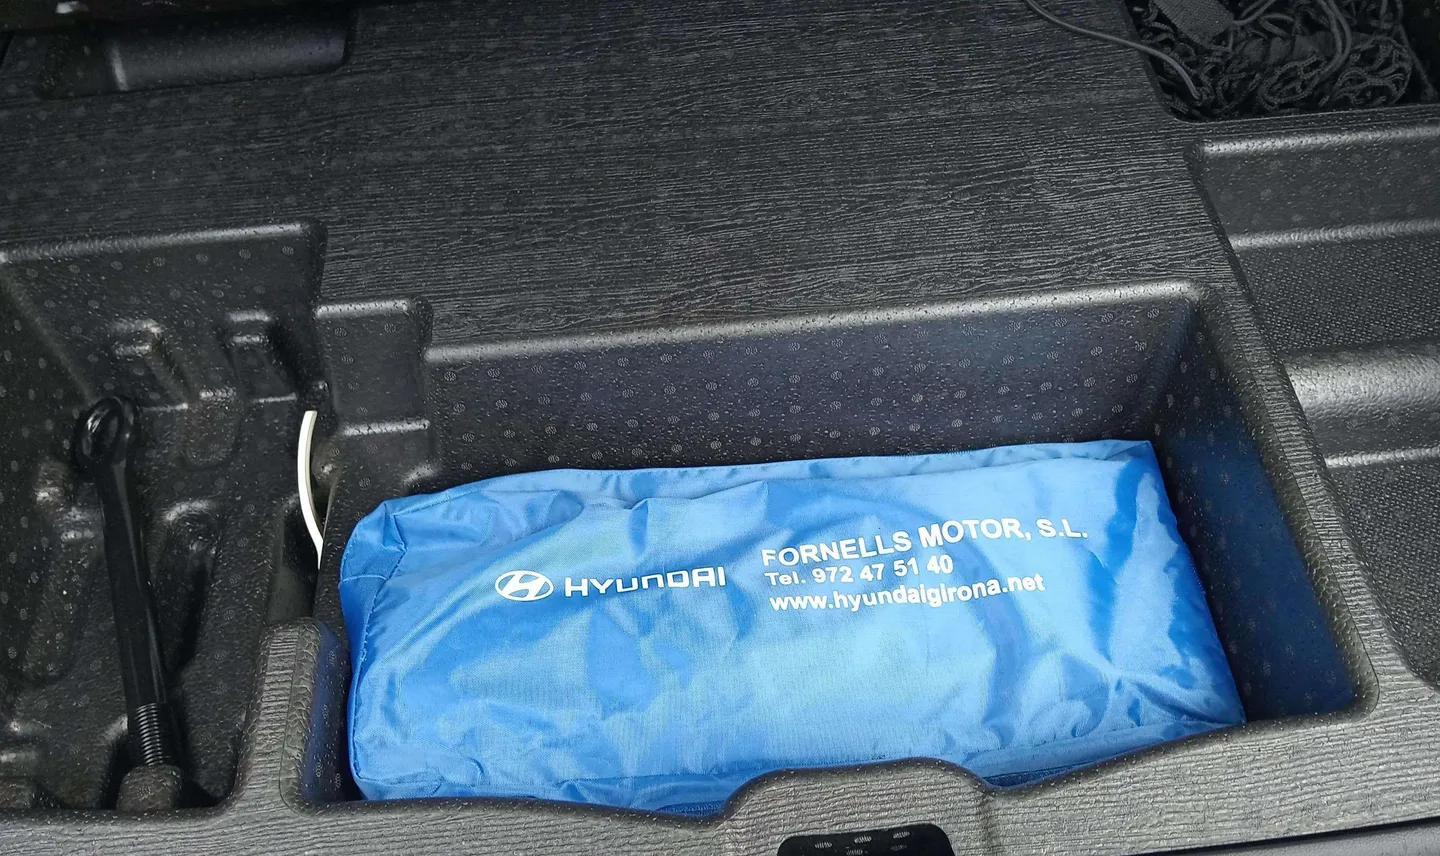 HYUNDAI
FORNELLS MOTOR, S.L.
Tel. 972 47 51 40
www.hyundaigirona.net